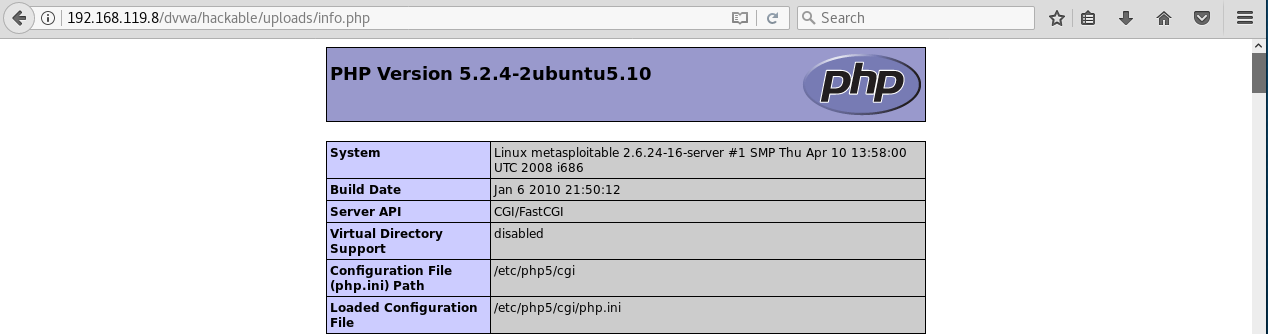 192.168.119.8/dvwa/hackable/uploads/info.php
Search
PHP Version 5.2.4-2ubuntu5.10
php
System
Linux metasploitable 2.6.24-16-server #1 SMP Thu Apr 10 13:58:00
UTC 2008 i686
Build Date
Jan 6 2010 21:50:12
Server API
CGI/FastCGI
Virtual Directory
Support
disabled
Configuration File
(php.ini) Path
/etc/php5/cgi
Loaded Configuration
File
/etc/php5/cgi/php.ini